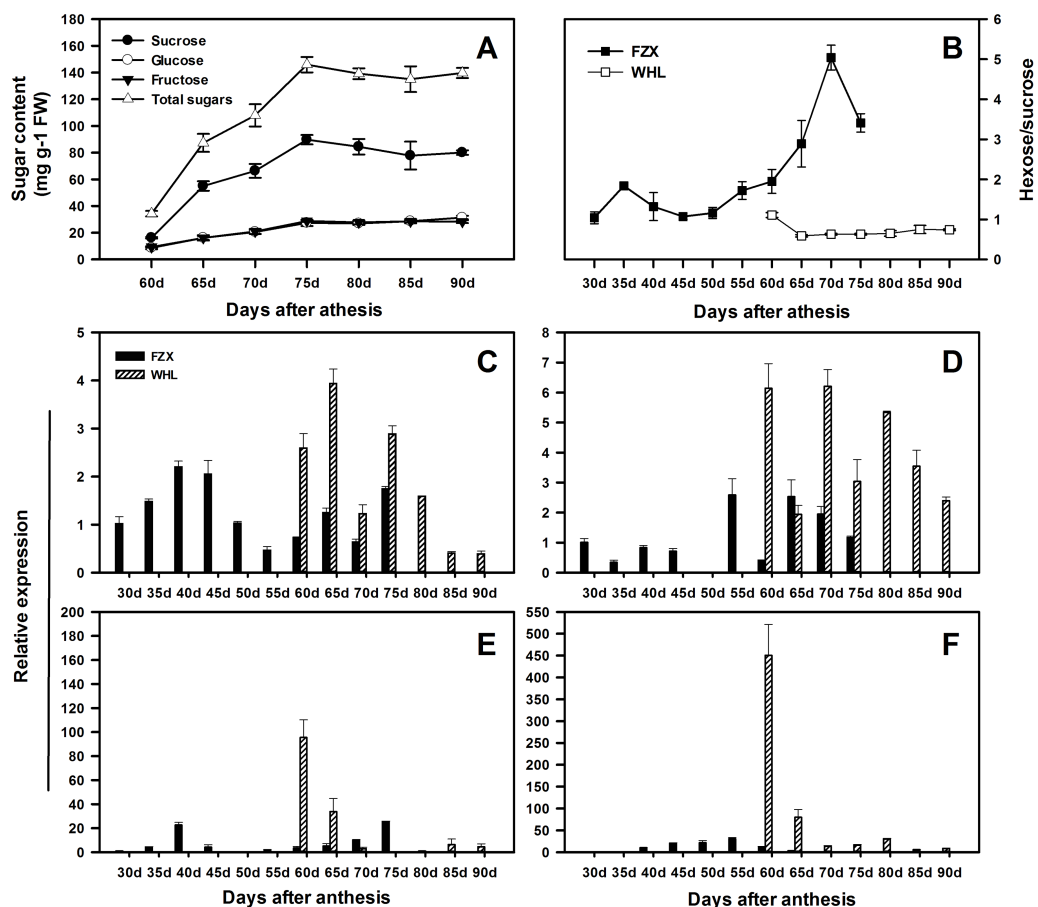 A
Sucrose
Glucose
Fructose
Total sugars
Sugar content
(mg g-1 FW)
180
160
140
120
100
80
60
40
20
0
60d 65d 70d 75d 80d 85d 90d
Days after athesis
B
FZX
WHL
6
5
4
3
2
1
0
Hexose/sucrose
30d 35d 40d 45d 50d 55d 60d 65d 70d 75d 80d 85d 90d
Days after athesis
Relative expression
C
FZX
WHL
5
4
3
2
1
0
30d 35d 40d 45d 50d 55d 60d 65d 70d 75d 80d 85d 90d
D
8
7
6
5
4
3
2
1
0
30d 35d 40d 45d 50d 55d 60d 65d 70d 75d 80d 85d 90d
E
200
180
160
140
120
100
80
60
40
20
0
30d 35d 40d 45d 50d 55d 60d 65d 70d 75d 80d 85d 90d
Days after anthesis
F
550
500
450
400
350
300
250
200
150
100
50
0
30d 35d 40d 45d 50d 55d 60d 65d 70d 75d 80d 85d 90d
Days after anthesis